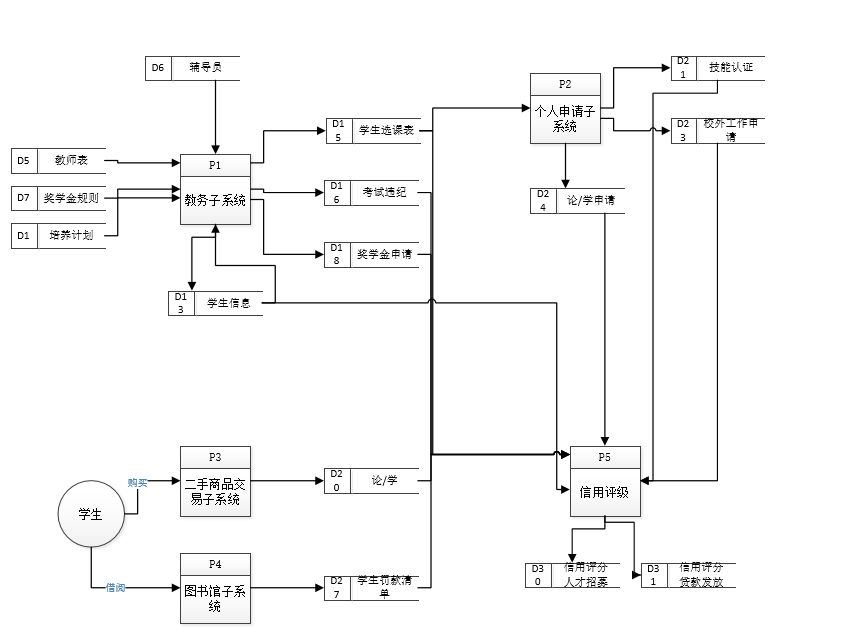 D6 辅导员
D2
1
技能认证
P2
个人申请子
系统
D1
5
学生选课表
D2
3
校外工作申
请
D5 教师表
P1
教务子系统
D7 奖学金规则
D1
6
考试违纪
D2
4
论/学申请
D1 培养计划
D1
8
奖学金申请
D1
3
学生信息
P3
二手商品交
易子系统
购买
D2
0
论/学
P5
信用评级
学生
P4
图书馆子系
统
借阅
D2
7
学生罚款清
单
D3
0
信用评分
人才招募
D3
1
信用评分
贷款发放